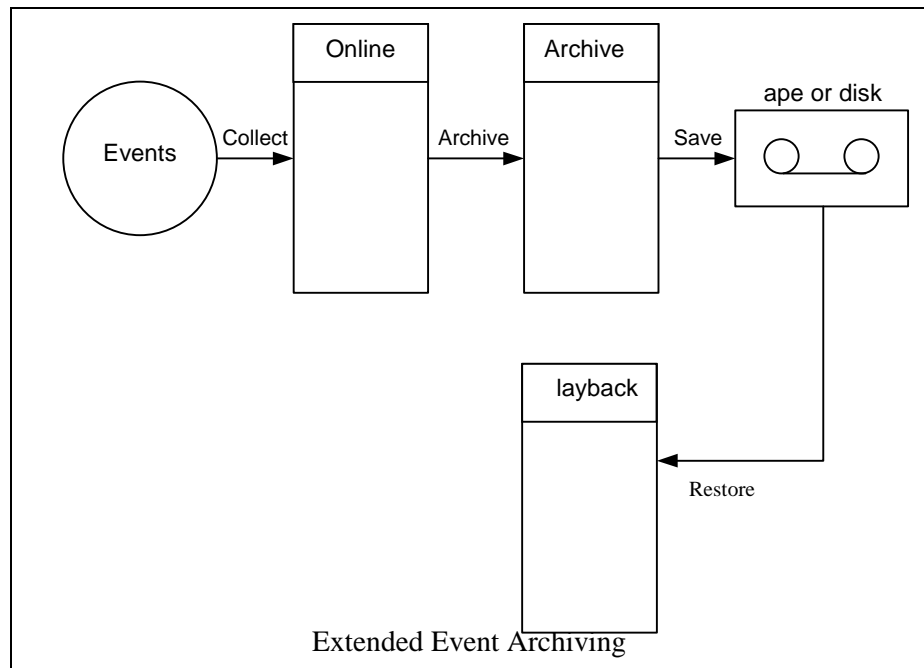 Online
Archive
ape or disk
Events
Collect
Archive
Save
layback
Restore
Extended Event Archiving